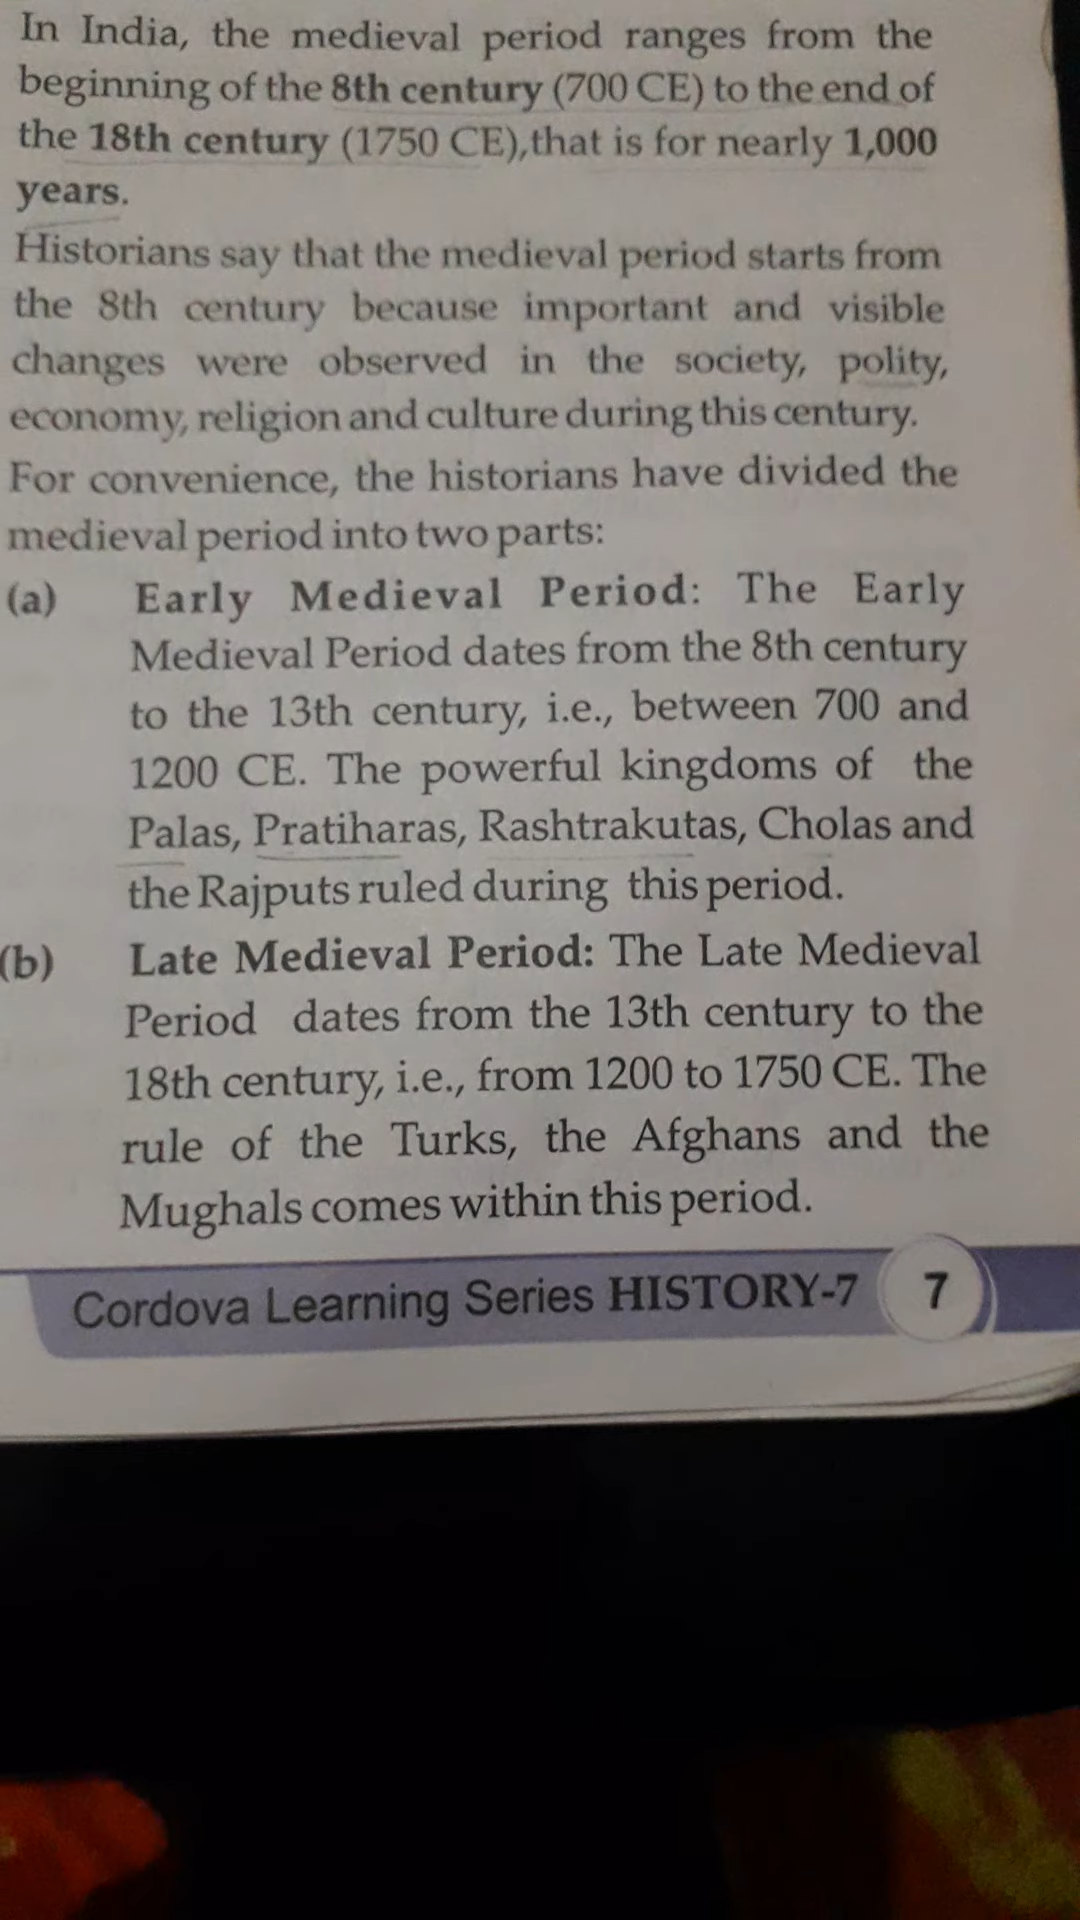 In India, the medieval period ranges from the
beginning of the 8th century (700 CE) to the end of
the 18th century (1750 CE),that is for nearly 1,000
years.
Historians say that the medieval period starts from
the 8th century because important and visible
changes were observed in the society, polity,
economy, religion and culture during this century.
For convenience, the historians have divided the
medieval period into two parts:
(a) Early Medieval Period: The Early
Medieval Period dates from the 8th century
to the 13th century, i.e., between 700 and
1200 CE. The powerful kingdoms of the
Palas, Pratiharas, Rashtrakutas, Cholas and
the Rajputs ruled during this period.
(b) Late Medieval Period: The Late Medieval
Period dates from the 13th century to the
18th century, i.e., from 1200 to 1750 CE. The
rule of the Turks, the Afghans and the
Mughals comes within this period.
Cordova Learning Series HISTORY-7 7